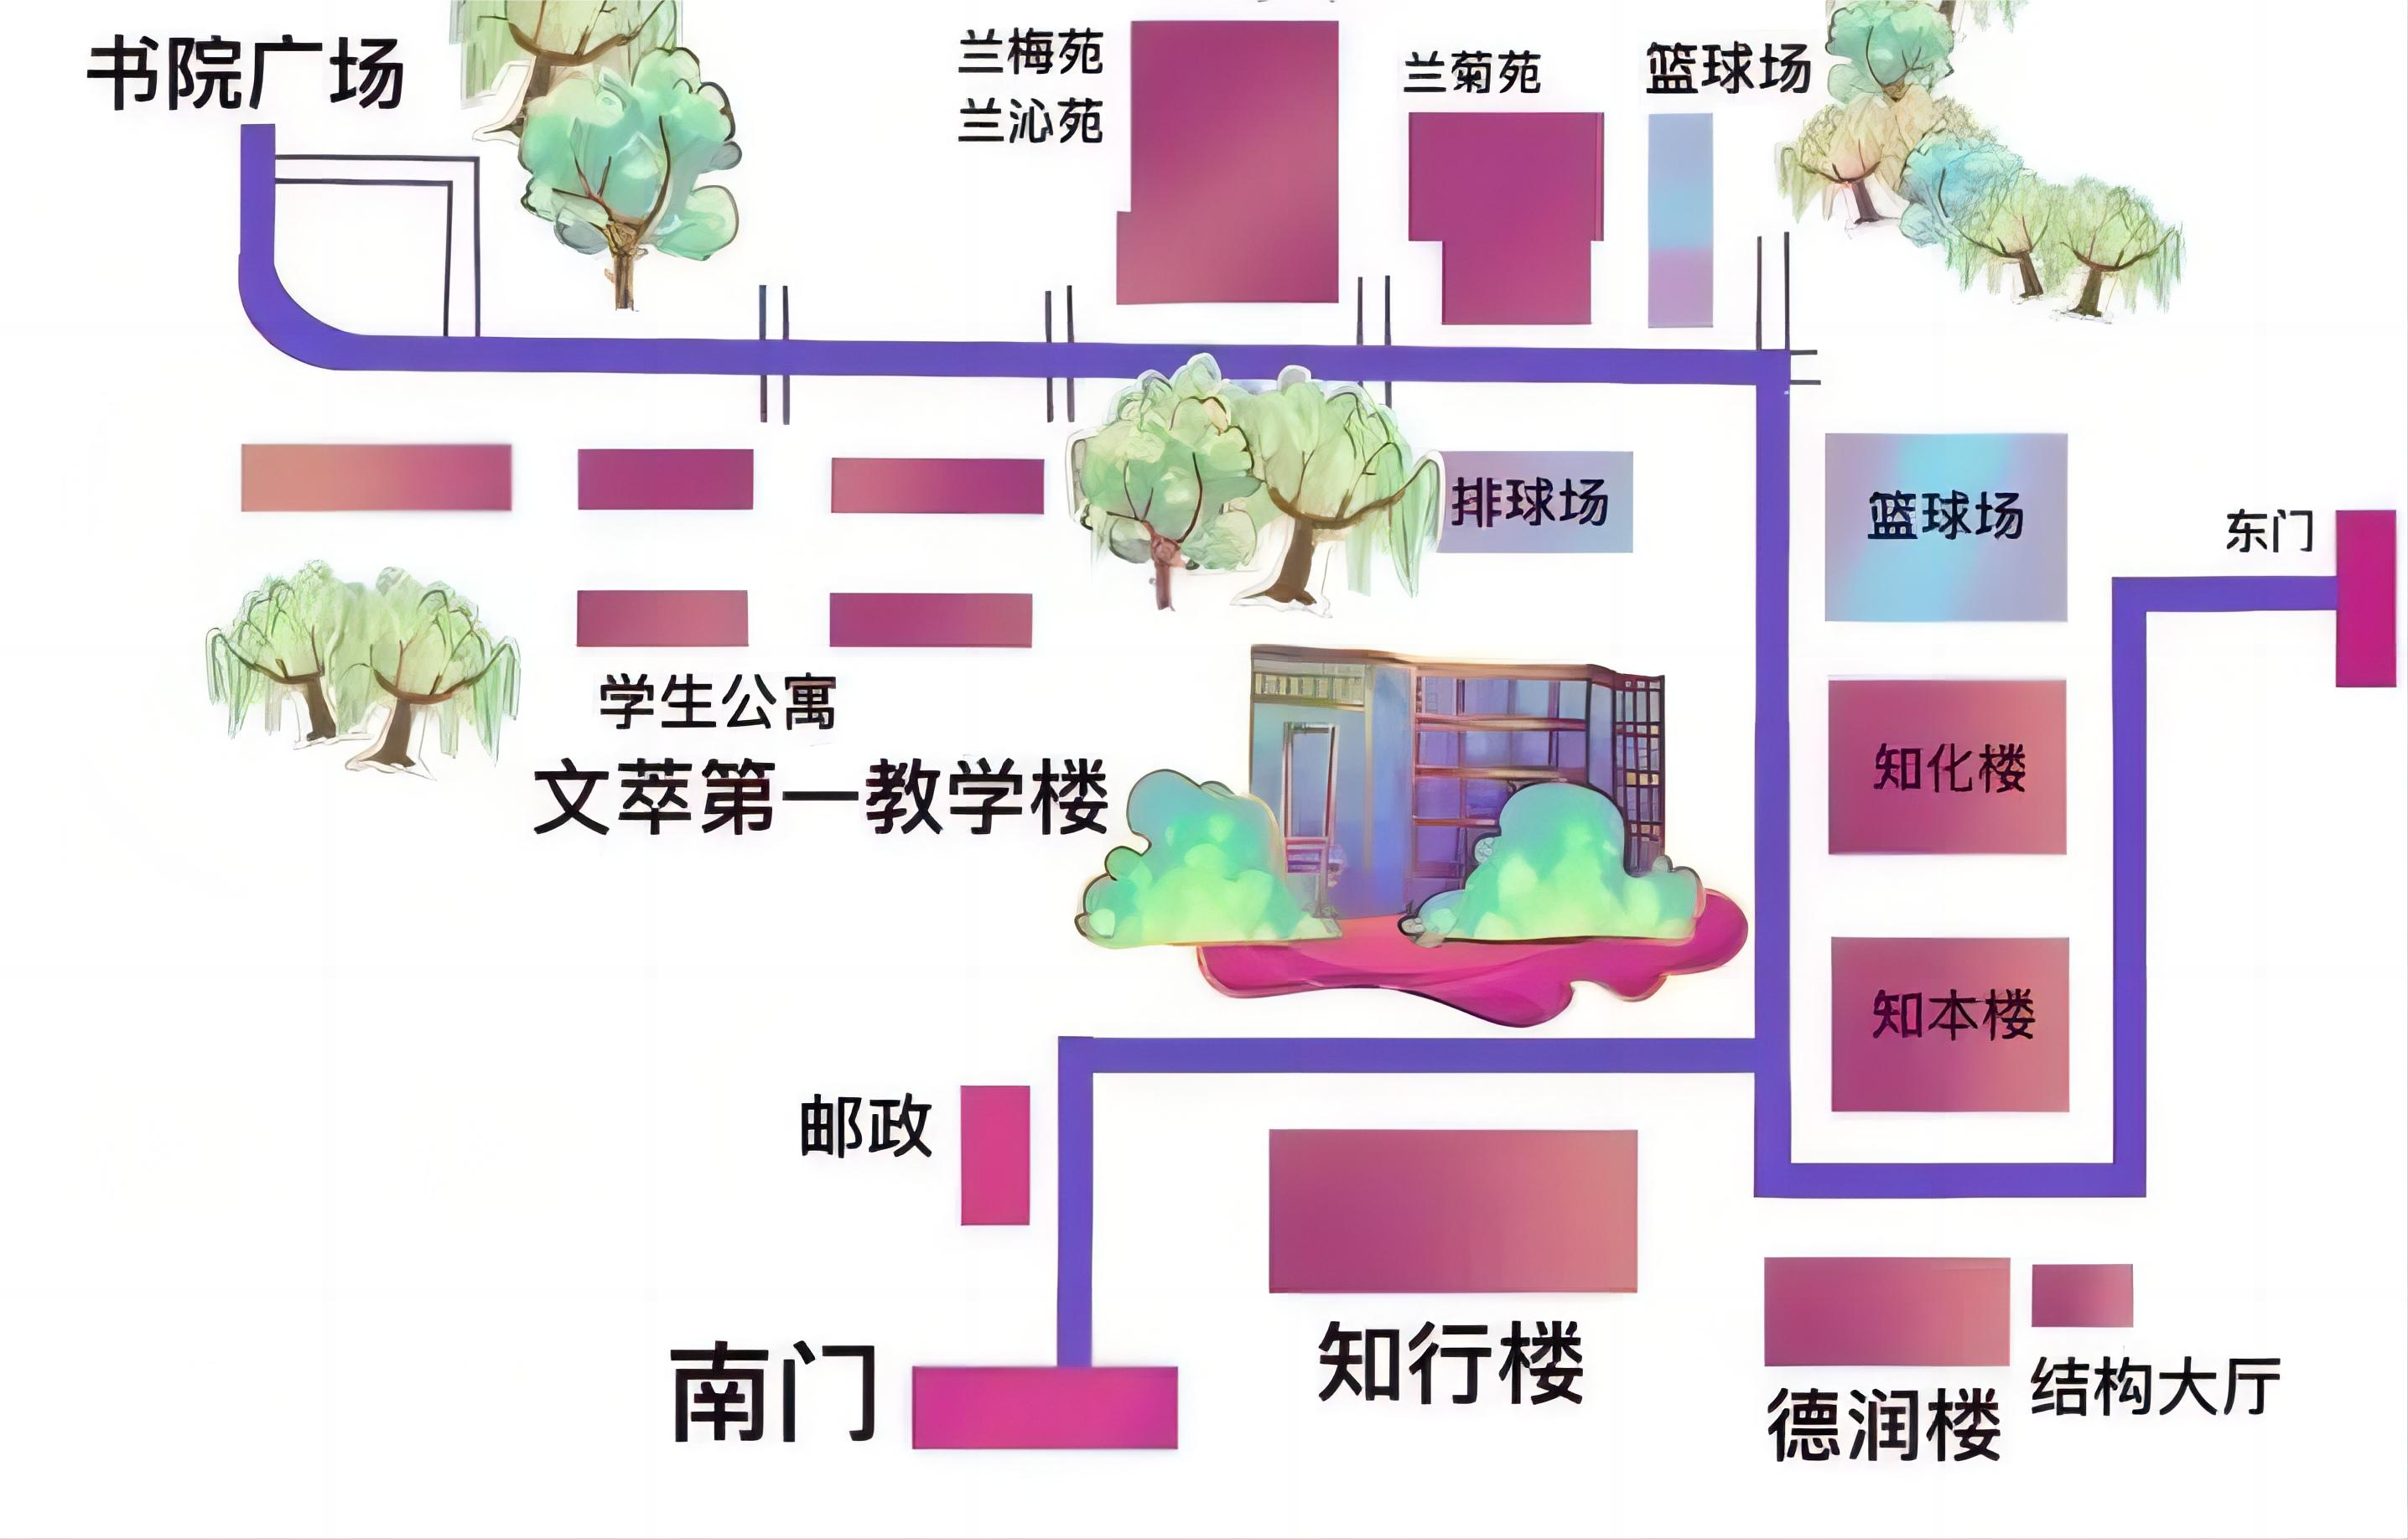 书院广场
兰梅苑
兰沁苑
兰菊苑
篮球场
排球场
篮球场
东门
学生公寓
文萃第一教学楼
知化楼
知本楼
邮政
南门
知行楼
德润楼
结构大厅